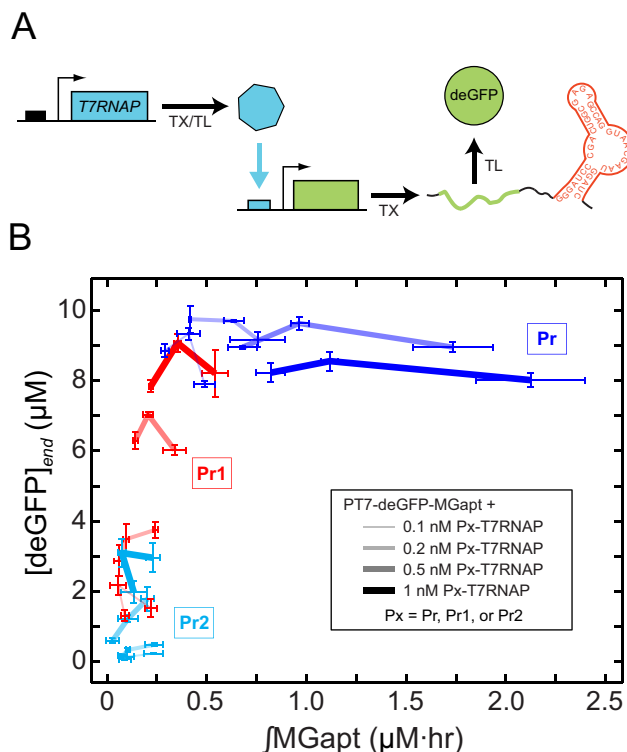 A
T7RNAP
TX/TL
TX
TL
deGFP
B
[deGFP]end (µM)
10
8
6
4
2
0
Pr
Pr1
Pr2
PT7-deGFP-MGapt +
0.1 nM Px-T7RNAP
0.2 nM Px-T7RNAP
0.5 nM Px-T7RNAP
1 nM Px-T7RNAP
Px = Pr, Pr1, or Pr2
0 0.5 1.0 1.5 2.0 2.5
∫MGapt (µM·hr)